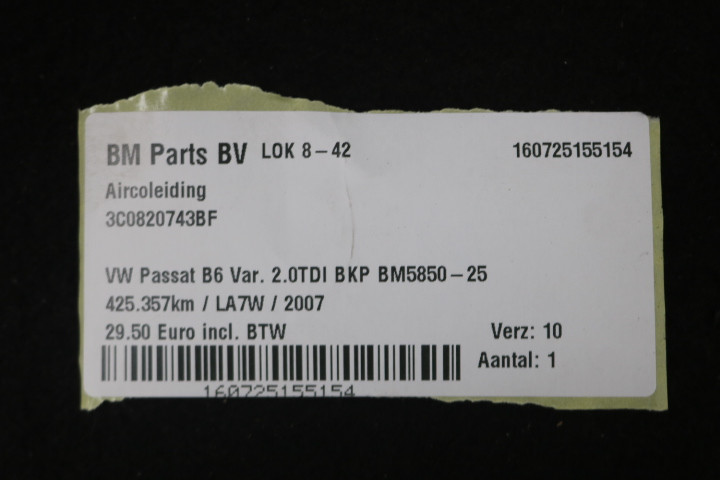 BM Parts BV LOK 8-42 160725155154
Aircoleiding
3C0820743BF
VW Passat B6 Var. 2.0TDI BKP BM5850-25
425.357km / LA7W / 2007
29.50 Euro incl. BTW Verz: 10
Aantal: 1
160725155154